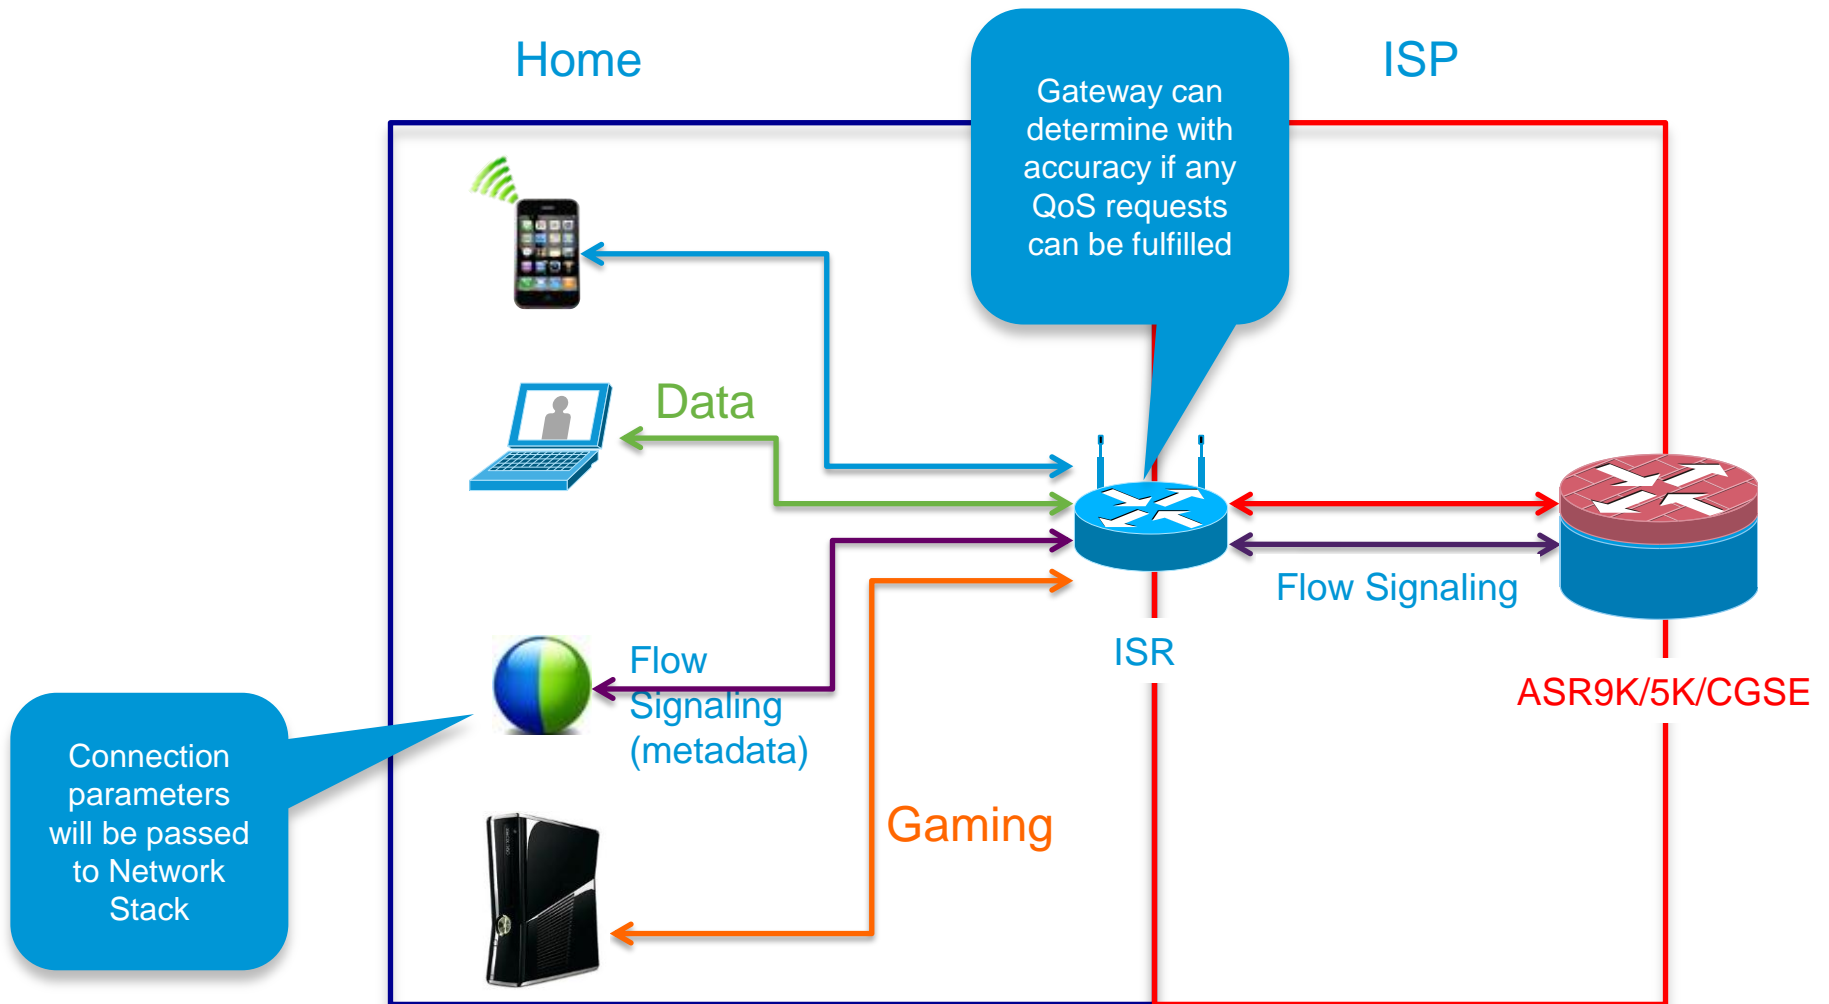 Home
ISP
Gateway can
determine with
accuracy if any
QoS requests
can be fulfilled
Data
Flow Signaling
Flow
Signaling
(metadata)
ISR
ASR9K/5K/CGSE
Connection
parameters
will be passed
to Network
Stack
Gaming